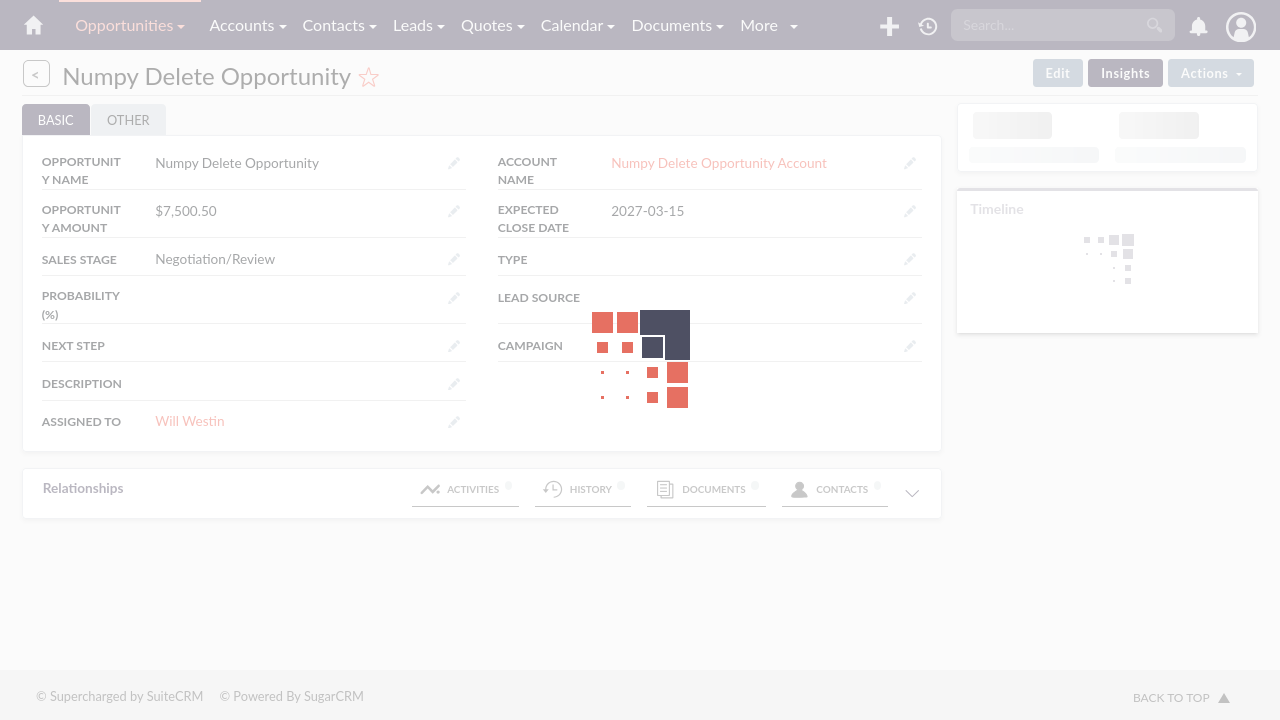 Opportunities Accounts Contacts Leads Quotes Calendar Documents More Search...
< Numpy Delete Opportunity Edit Insights Actions
BASIC OTHER
OPPORTUNIT
Y NAME Numpy Delete Opportunity
ACCOUNT
NAME Numpy Delete Opportunity Account
OPPORTUNIT
Y AMOUNT $7,500.50
EXPECTED
CLOSE DATE 2027-03-15
SALES STAGE Negotiation/Review
TYPE
PROBABILITY
(%)
LEAD SOURCE
NEXT STEP
CAMPAIGN
DESCRIPTION
ASSIGNED TO Will Westin
Timeline
Relationships ACTIVITIES HISTORY DOCUMENTS CONTACTS
© Supercharged by SuiteCRM © Powered By SugarCRM BACK TO TOP